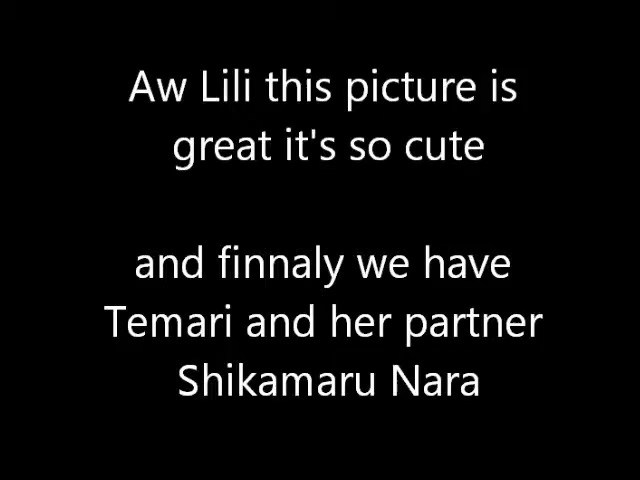 Aw Lili this picture is
great it's so cute
and finnaly we have
Temari and her partner
Shikamaru Nara